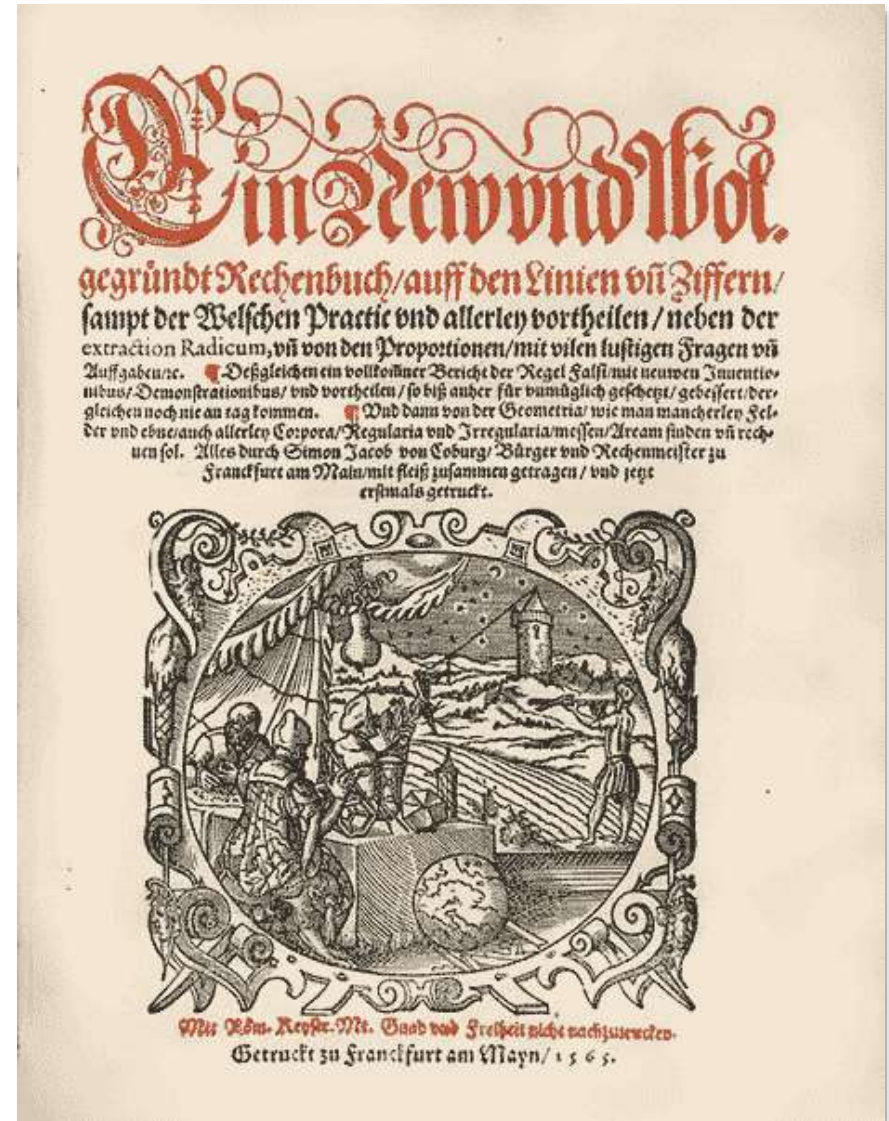 Ein New vnd Wol.
gegründt Rechenbuch/auff den Linien vñ Ziffern/
sampt der Welschen Practic vnd allerley vortheilen/neben der
extraction Radicum,vñ von den Proportionen/mit vilen lustigen Fragen vñ
Auffgaben/ꝛc. ¶ Deßgleichen ein vollkom̃ner Bericht der Regel Falsi/mit neuwen Inuentio-
nibus/Demonstrationibus/vnd vortheilen/so biß anher für vnmüglich geschetzt/gebessert/der-
gleichen noch nie an tag kommen. ¶ Vnd dann von der Geometria/wie man mancherley Fel-
der vnd ebne/auch allerley Corpora/Regularia vnd Irregularia/messen/Aream finden vñ rech-
nen sol. Alles durch Simon Jacob von Coburg/Bürger vnd Rechenmeister zu
Franckfurt am Main/mit fleiß zusammen getragen/vnd jetzt
erstmals getruckt.
Mit Röm. Keyser. Mt. Gnad vnd Freiheit nicht nachzutrucken.
Getruckt zu Franckfurt am Mayn/1565.